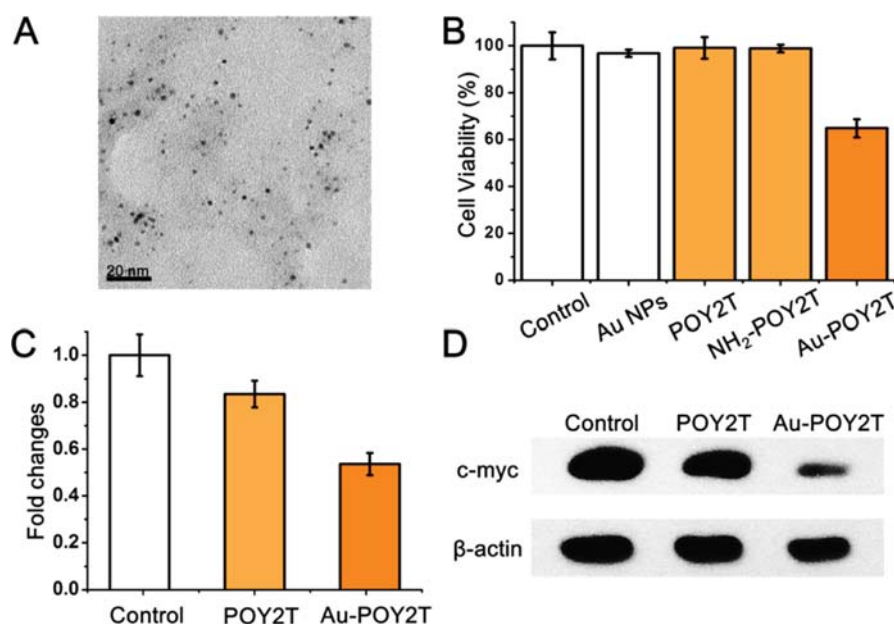 A
20 nm
B
Cell Viability (%)
100
80
60
40
20
0
Control
Au NPs
POY2T
NH₂-POY2T
Au-POY2T
C
Fold changes
1.0
0.8
0.6
0.4
0.2
0.0
Control
POY2T
Au-POY2T
D
Control POY2T Au-POY2T
c-myc
β-actin